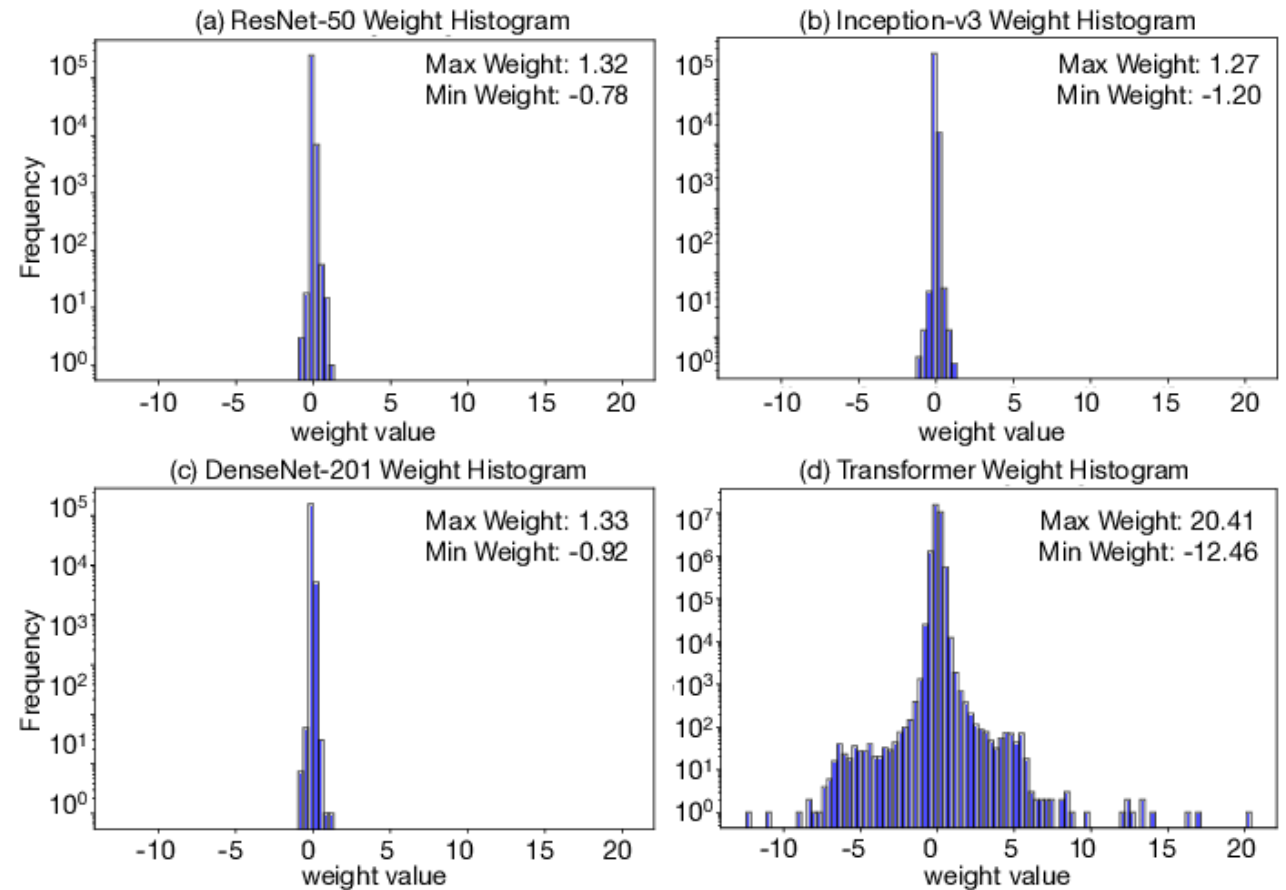 (a) ResNet-50 Weight Histogram
Max Weight: 1.32
Min Weight: -0.78
Frequency
10^5
10^4
10^3
10^2
10^1
10^0
-10 -5 0 5 10 15 20
weight value
(b) Inception-v3 Weight Histogram
Max Weight: 1.27
Min Weight: -1.20
10^5
10^4
10^3
10^2
10^1
10^0
-10 -5 0 5 10 15 20
weight value
(c) DenseNet-201 Weight Histogram
Max Weight: 1.33
Min Weight: -0.92
Frequency
10^5
10^4
10^3
10^2
10^1
10^0
-10 -5 0 5 10 15 20
weight value
(d) Transformer Weight Histogram
Max Weight: 20.41
Min Weight: -12.46
10^7
10^6
10^5
10^4
10^3
10^2
10^1
10^0
-10 -5 0 5 10 15 20
weight value